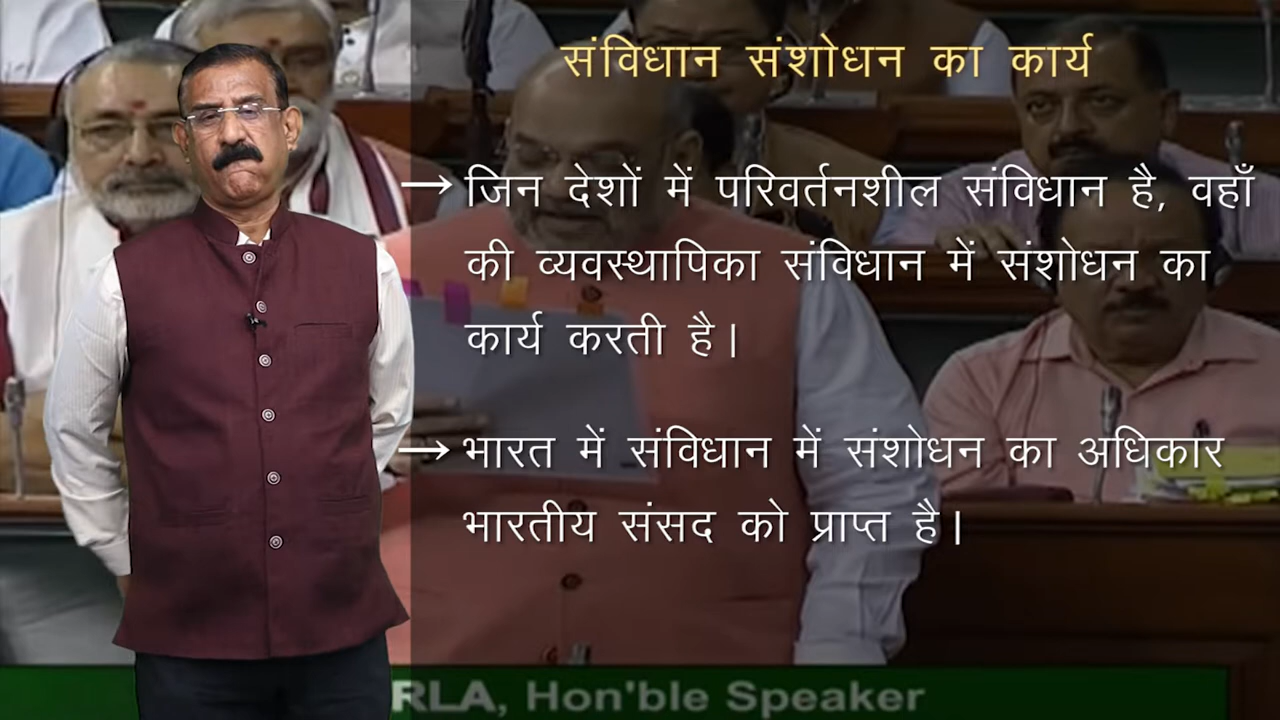 संविधान संशोधन का कार्य
→ जिन देशों में परिवर्तनशील संविधान है, वहाँ
की व्यवस्थापिका संविधान में संशोधन का
कार्य करती है।
→ भारत में संविधान में संशोधन का अधिकार
भारतीय संसद को प्राप्त है।
RLA, Hon'ble Speaker